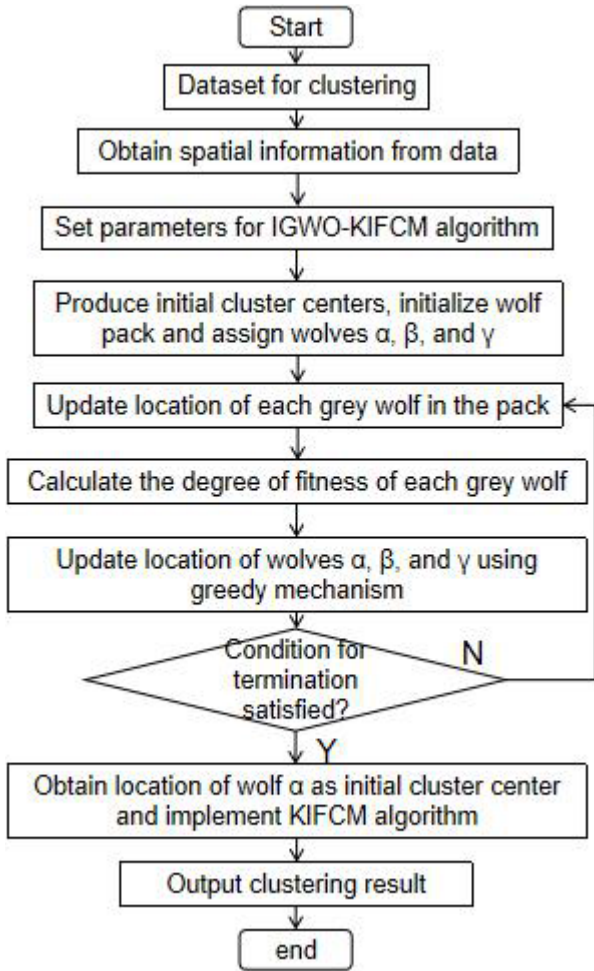 Start
Dataset for clustering
Obtain spatial information from data
Set parameters for IGWO-KIFCM algorithm
Produce initial cluster centers, initialize wolf
pack and assign wolves α, β, and γ
Update location of each grey wolf in the pack
Calculate the degree of fitness of each grey wolf
Update location of wolves α, β, and γ using
greedy mechanism
Condition for
termination
satisfied?
N
Y
Obtain location of wolf α as initial cluster center
and implement KIFCM algorithm
Output clustering result
end